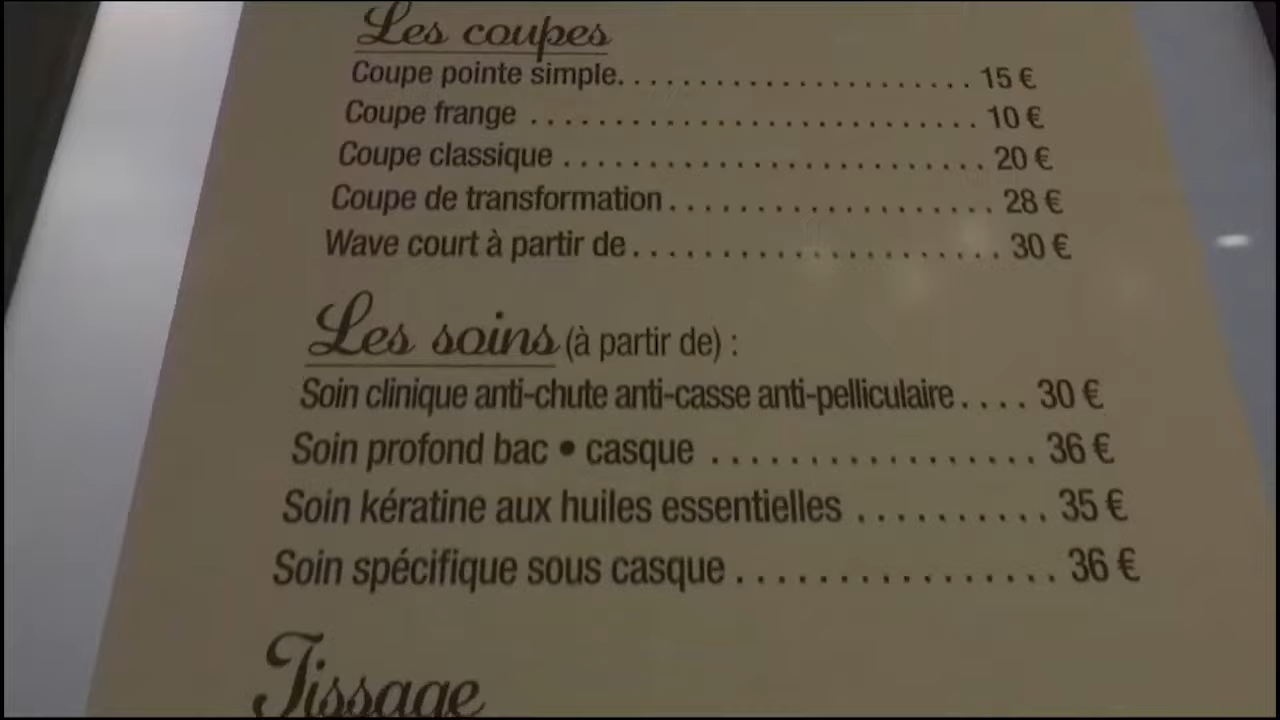 Les coupes
Coupe pointe simple. . . . . . . . . . . . . . . . . . . . . . 15 €
Coupe frange . . . . . . . . . . . . . . . . . . . . . . . . . . . 10 €
Coupe classique . . . . . . . . . . . . . . . . . . . . . . . . . 20 €
Coupe de transformation . . . . . . . . . . . . . . . . . . . 28 €
Wave court à partir de. . . . . . . . . . . . . . . . . . . . . 30 €
Les soins (à partir de) :
Soin clinique anti-chute anti-casse anti-pelliculaire . . . . 30 €
Soin profond bac • casque . . . . . . . . . . . . . . . . . 36 €
Soin kératine aux huiles essentielles . . . . . . . . . . 35 €
Soin spécifique sous casque . . . . . . . . . . . . . . . . 36 €
Tissage